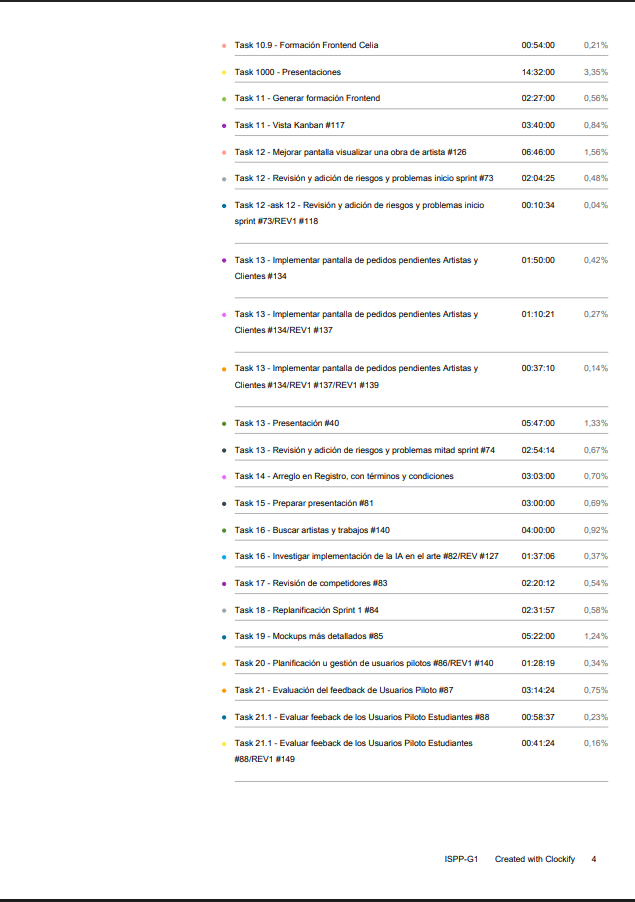 Task 10.9 - Formación Frontend Celia 00:54:00 0,21%
Task 1000 - Presentaciones 14:32:00 3,35%
Task 11 - Generar formación Frontend 02:27:00 0,56%
Task 11 - Vista Kanban #117 03:40:00 0,84%
Task 12 - Mejorar pantalla visualizar una obra de artista #126 06:46:00 1,56%
Task 12 - Revisión y adición de riesgos y problemas inicio sprint #73 02:04:25 0,48%
Task 12 -ask 12 - Revisión y adición de riesgos y problemas inicio 00:10:34 0,04%
sprint #73/REV1 #118
Task 13 - Implementar pantalla de pedidos pendientes Artistas y 01:50:00 0,42%
Clientes #134
Task 13 - Implementar pantalla de pedidos pendientes Artistas y 01:10:21 0,27%
Clientes #134/REV1 #137
Task 13 - Implementar pantalla de pedidos pendientes Artistas y 00:37:10 0,14%
Clientes #134/REV1 #137/REV1 #139
Task 13 - Presentación #40 05:47:00 1,33%
Task 13 - Revisión y adición de riesgos y problemas mitad sprint #74 02:54:14 0,67%
Task 14 - Arreglo en Registro, con términos y condiciones 03:03:00 0,70%
Task 15 - Preparar presentación #81 03:00:00 0,69%
Task 16 - Buscar artistas y trabajos #140 04:00:00 0,92%
Task 16 - Investigar implementación de la IA en el arte #82/REV #127 01:37:06 0,37%
Task 17 - Revisión de competidores #83 02:20:12 0,54%
Task 18 - Replanificación Sprint 1 #84 02:31:57 0,58%
Task 19 - Mockups más detallados #85 05:22:00 1,24%
Task 20 - Planificación u gestión de usuarios pilotos #86/REV1 #140 01:28:19 0,34%
Task 21 - Evaluación del feedback de Usuarios Piloto #87 03:14:24 0,75%
Task 21.1 - Evaluar feeback de los Usuarios Piloto Estudiantes #88 00:58:37 0,23%
Task 21.1 - Evaluar feeback de los Usuarios Piloto Estudiantes 00:41:24 0,16%
#88/REV1 #149
ISPP-G1 Created with Clockify 4